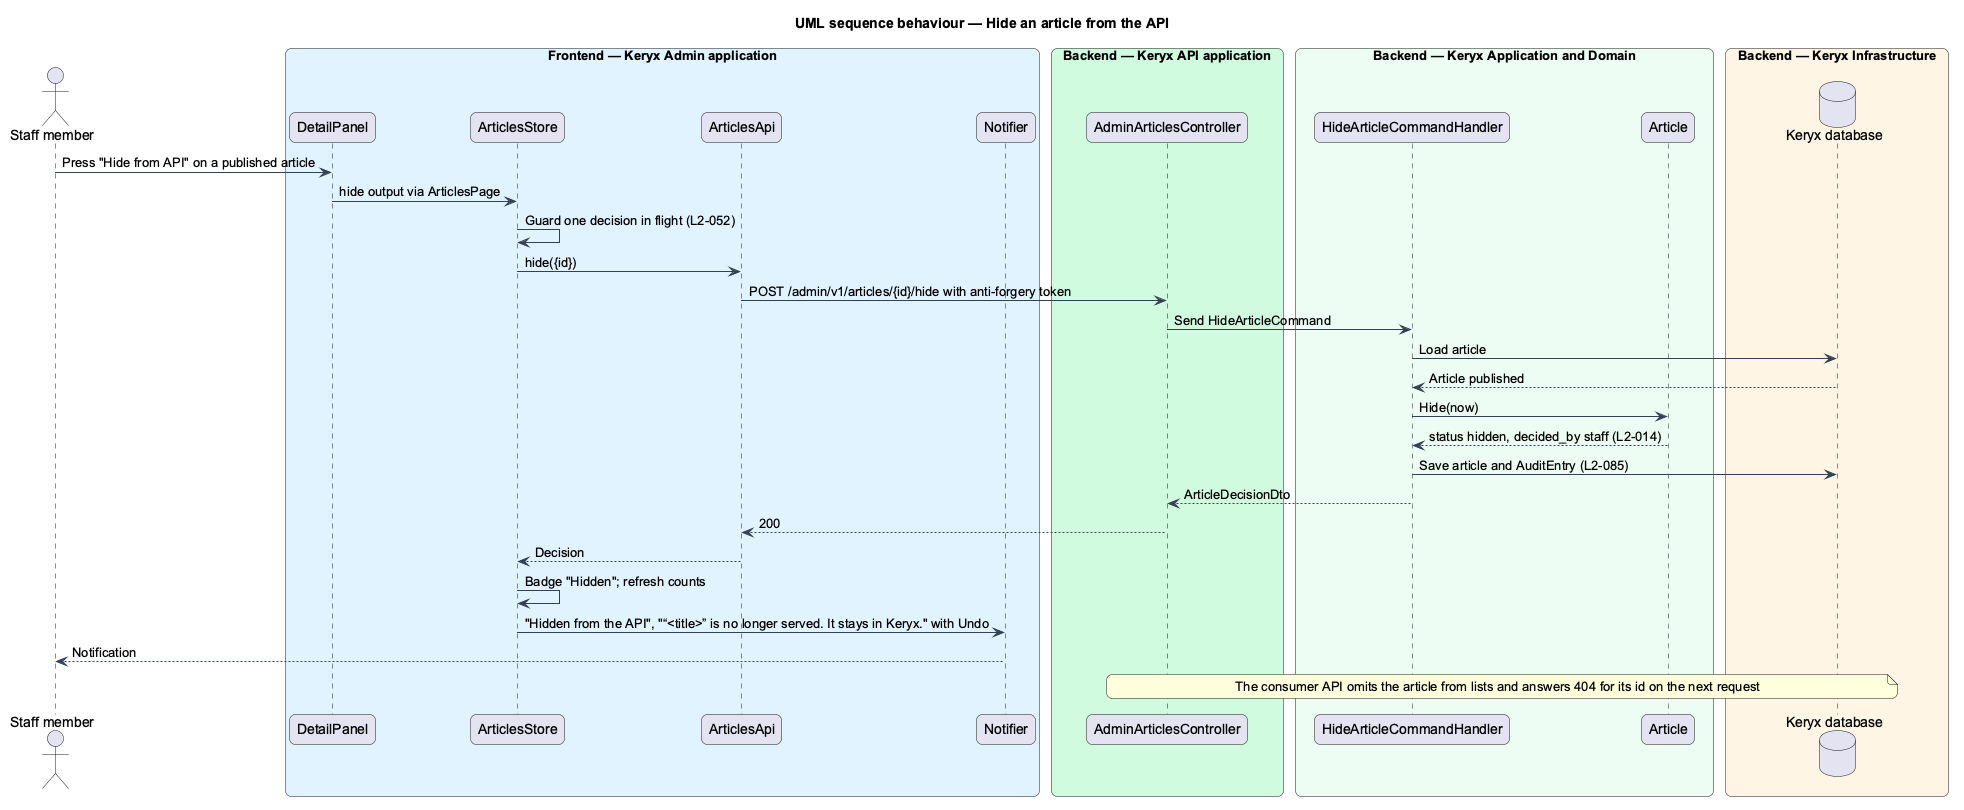 UML sequence behaviour — Hide an article from the API
Frontend — Keryx Admin application
Backend — Keryx API application
Backend — Keryx Application and Domain
Backend — Keryx Infrastructure
Staff member
DetailPanel
ArticlesStore
ArticlesApi
Notifier
AdminArticlesController
HideArticleCommandHandler
Article
Keryx database
Press "Hide from API" on a published article
hide output via ArticlesPage
Guard one decision in flight (L2-052)
hide({id})
POST /admin/v1/articles/{id}/hide with anti-forgery token
Send HideArticleCommand
Load article
Article published
Hide(now)
status hidden, decided_by staff (L2-014)
Save article and AuditEntry (L2-085)
ArticleDecisionDto
200
Decision
Badge "Hidden"; refresh counts
"Hidden from the API", "“<title>” is no longer served. It stays in Keryx." with Undo
Notification
The consumer API omits the article from lists and answers 404 for its id on the next request
Staff member
DetailPanel
ArticlesStore
ArticlesApi
Notifier
AdminArticlesController
HideArticleCommandHandler
Article
Keryx database